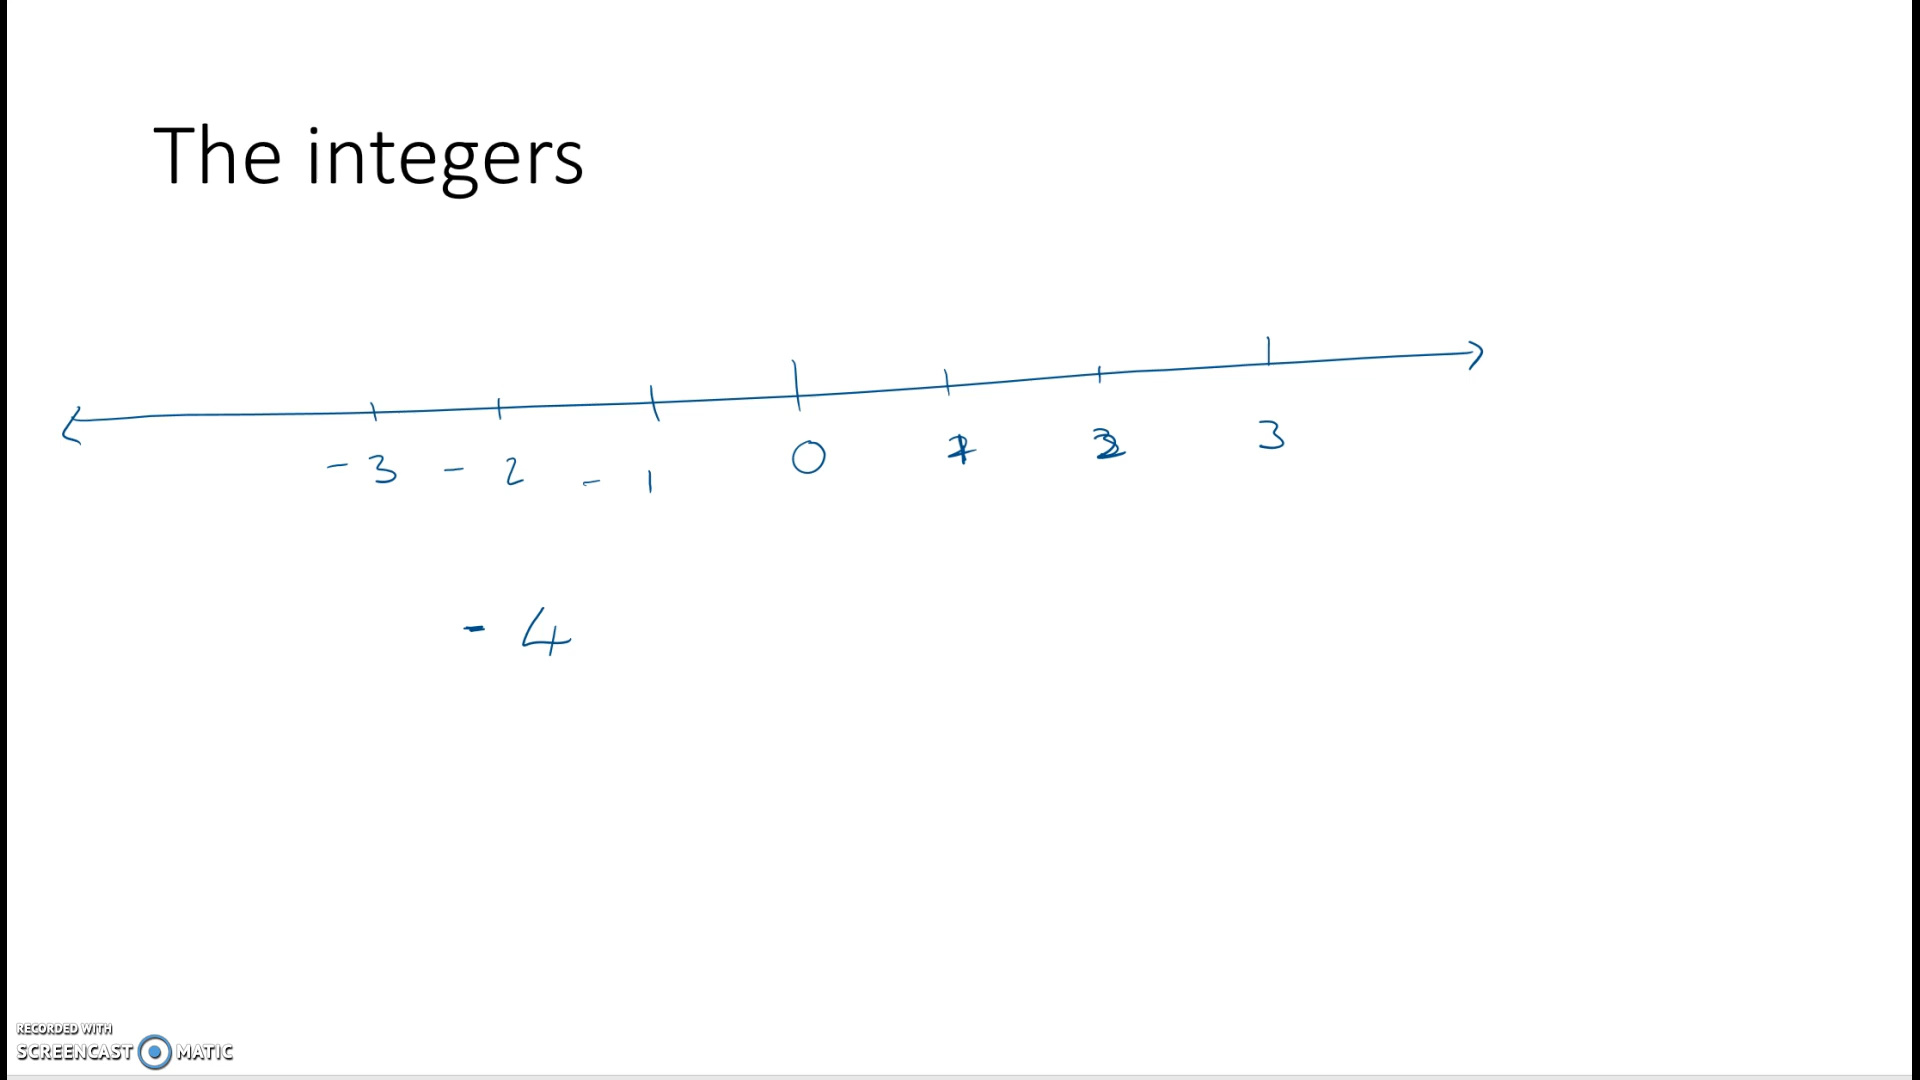 The integers
-3 -2 -1 0 1 2 3
-4
RECORDED WITH
SCREENCAST MATIC